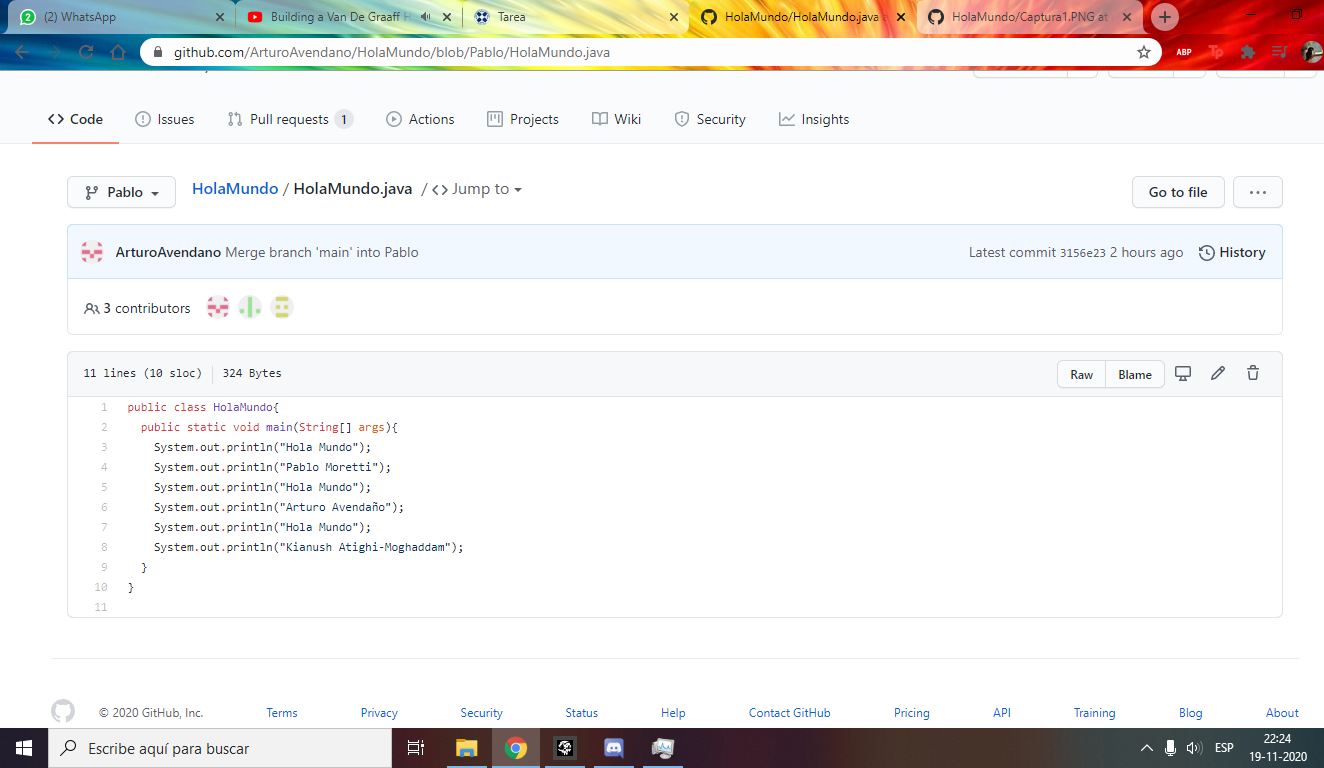 (2) WhatsApp
Building a Van De Graaff
Tarea
HolaMundo/HolaMundo.java
HolaMundo/Captura1.PNG at
github.com/ArturoAvendano/HolaMundo/blob/Pablo/HolaMundo.java
ABP
Tp
Code
Issues
Pull requests 1
Actions
Projects
Wiki
Security
Insights
Pablo
HolaMundo / HolaMundo.java / <> Jump to
Go to file
...
ArturoAvendano Merge branch 'main' into Pablo
Latest commit 3156e23 2 hours ago
History
3 contributors
11 lines (10 sloc)
324 Bytes
Raw
Blame
1 public class HolaMundo{
2 public static void main(String[] args){
3 System.out.println("Hola Mundo");
4 System.out.println("Pablo Moretti");
5 System.out.println("Hola Mundo");
6 System.out.println("Arturo Avendaño");
7 System.out.println("Hola Mundo");
8 System.out.println("Kianush Atighi-Moghaddam");
9 }
10 }
11
© 2020 GitHub, Inc.
Terms
Privacy
Security
Status
Help
Contact GitHub
Pricing
API
Training
Blog
About
Escribe aquí para buscar
ESP
22:24
19-11-2020